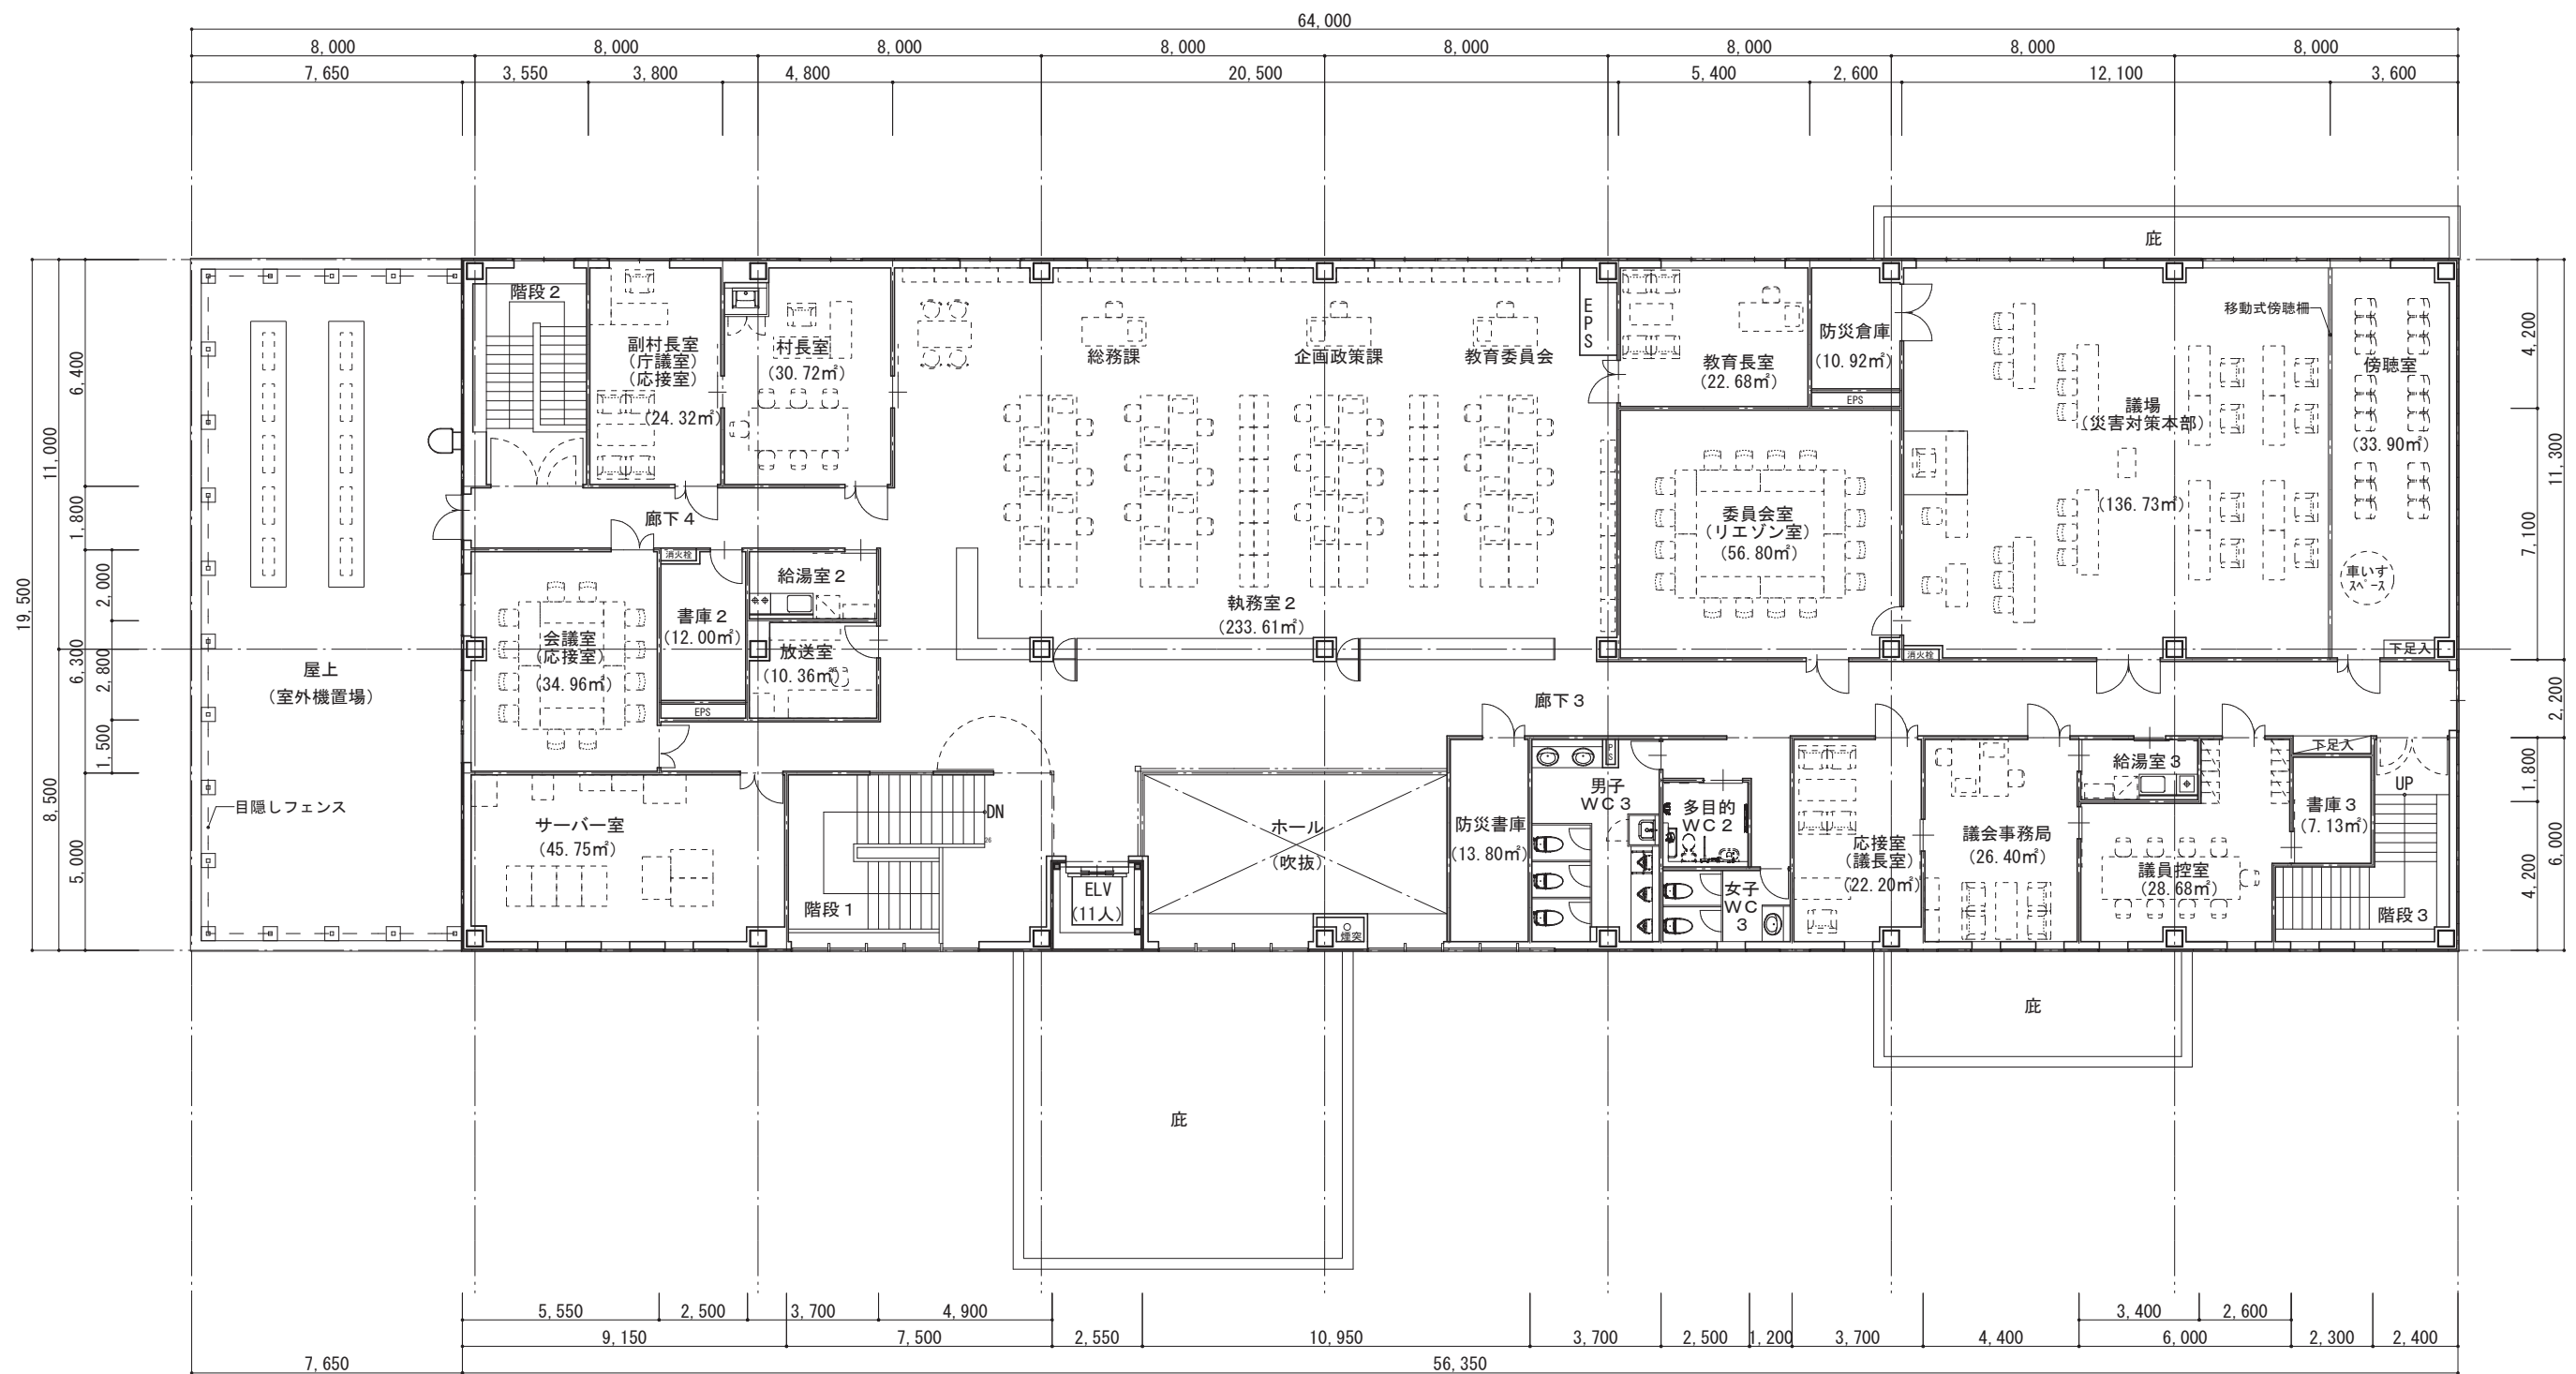 64,000
8,000
8,000
8,000
8,000
8,000
8,000
8,000
8,000
7,650
3,550
3,800
4,800
20,500
5,400
2,600
12,100
3,600
庇
階段2
副村長室
(庁議室)
(応接室)
(24.32㎡)
村長室
(30.72㎡)
総務課
企画政策課
教育委員会
EPS
教育長室
(22.68㎡)
防災倉庫
(10.92㎡)
EPS
移動式傍聴柵
傍聴室
(33.90㎡)
議場
(災害対策本部)
(136.73㎡)
委員会室
(リエゾン室)
(56.80㎡)
車いす
スペース
下足入
消火栓
廊下4
消火栓
給湯室2
書庫2
(12.00㎡)
会議室
(応接室)
(34.96㎡)
放送室
(10.36㎡)
EPS
執務室2
(233.61㎡)
屋上
(室外機置場)
目隠しフェンス
廊下3
サーバー室
(45.75㎡)
階段1
DN
26
ELV
(11人)
ホール
(吹抜)
煙突
防災書庫
(13.80㎡)
男子
WC3
PS
多目的
WC2
女子
WC
3
応接室
(議長室)
(22.20㎡)
議会事務局
(26.40㎡)
給湯室3
議員控室
(28.68㎡)
下足入
書庫3
(7.13㎡)
UP
階段3
庇
庇
19,500
11,000
8,500
6,400
1,800
6,300
5,000
2,000
2,800
1,500
4,200
7,100
11,300
2,200
1,800
4,200
6,000
5,550
2,500
3,700
4,900
3,400
2,600
9,150
7,500
2,550
10,950
3,700
2,500
1,200
3,700
4,400
6,000
2,300
2,400
7,650
56,350